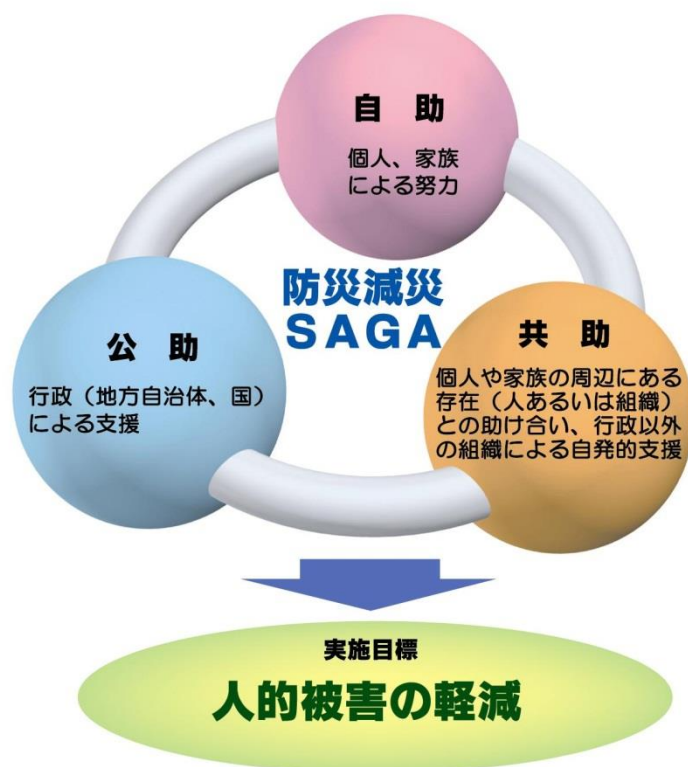 自　助
個人、家族
による努力
防災減災
SAGA
公　助
行政（地方自治体、国）
による支援
共　助
個人や家族の周辺にある
存在（人あるいは組織）
との助け合い、行政以外
の組織による自発的支援
実施目標
人的被害の軽減